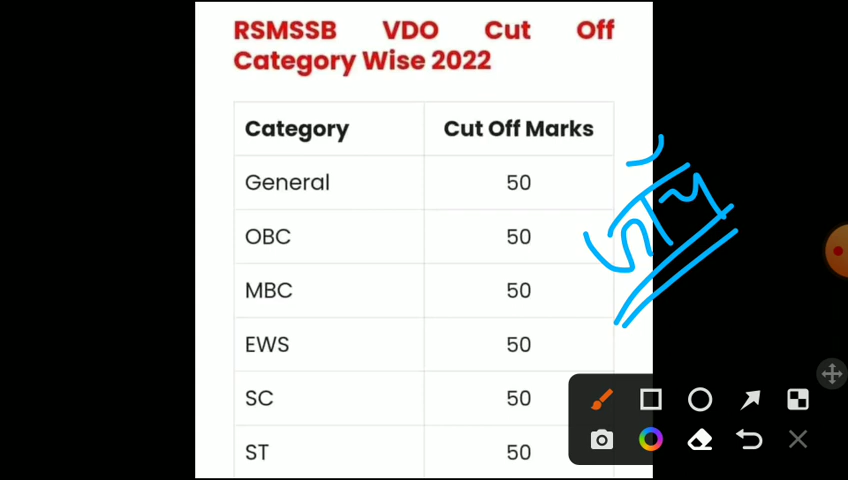 RSMSSB VDO Cut Off
Category Wise 2022
Category Cut Off Marks
General 50
OBC 50
MBC 50
EWS 50
SC 50
ST 50